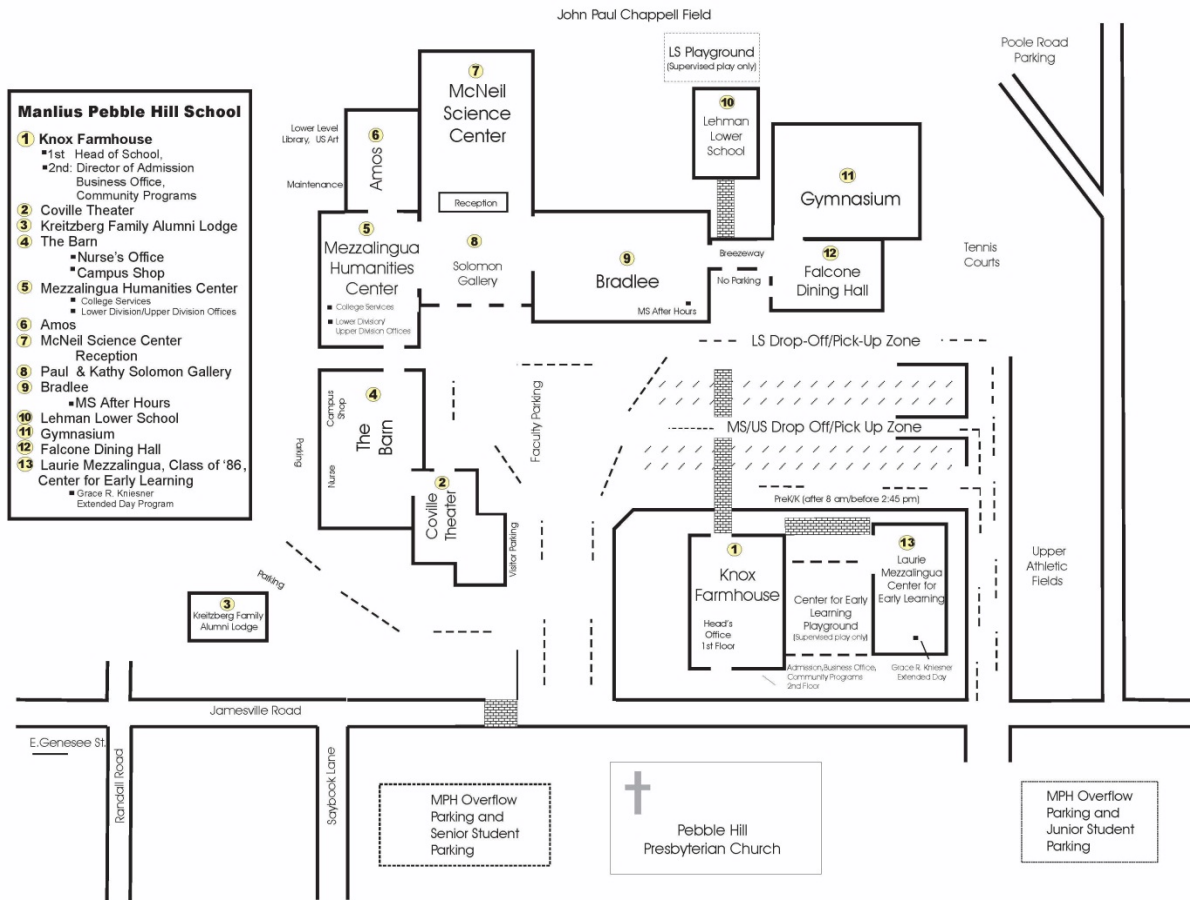 John Paul Chappell Field
LS Playground
(Supervised play only)
Poole Road
Parking
Manlius Pebble Hill School
1 Knox Farmhouse
1st Head of School,
2nd: Director of Admission
Business Office,
Community Programs
2 Coville Theater
3 Kreitzberg Family Alumni Lodge
4 The Barn
Nurse's Office
Campus Shop
5 Mezzalingua Humanities Center
College Services
Lower Division/Upper Division Offices
6 Amos
7 McNeil Science Center
Reception
8 Paul & Kathy Solomon Gallery
9 Bradlee
MS After Hours
10 Lehman Lower School
11 Gymnasium
12 Falcone Dining Hall
13 Laurie Mezzalingua, Class of '86,
Center for Early Learning
Grace R. Kniesner
Extended Day Program
7
McNeil
Science
Center
Reception
Lower Level
Library, US Art
Maintenance
6
Amos
10
Lehman
Lower
School
11
Gymnasium
5
Mezzalingua
Humanities
Center
College Services
Lower Division/
Upper Division Offices
8
Solomon
Gallery
9
Bradlee
MS After Hours
Breezeway
No Parking
12
Falcone
Dining Hall
Tennis
Courts
LS Drop-Off/Pick-Up Zone
MS/US Drop Off/Pick Up Zone
PreK/K (after 8 am/before 2:45 pm)
Faculty Parking
4
The
Barn
Campus
Shop
Nurse
Parking
2
Coville
Theater
Visitor Parking
Parking
3
Kreitzberg Family
Alumni Lodge
1
Knox
Farmhouse
Head's
Office
1st Floor
Center for Early
Learning
Playground
(Supervised play only)
13
Laurie
Mezzalingua
Center for
Early Learning
Admission,Business Office,
Community Programs
2nd Floor
Grace R. Kniesner
Extended Day
Upper
Athletic
Fields
Jamesville Road
E.Genesee St.
Randall Road
Saybook Lane
MPH Overflow
Parking and
Senior Student
Parking
Pebble Hill
Presbyterian Church
MPH Overflow
Parking and
Junior Student
Parking